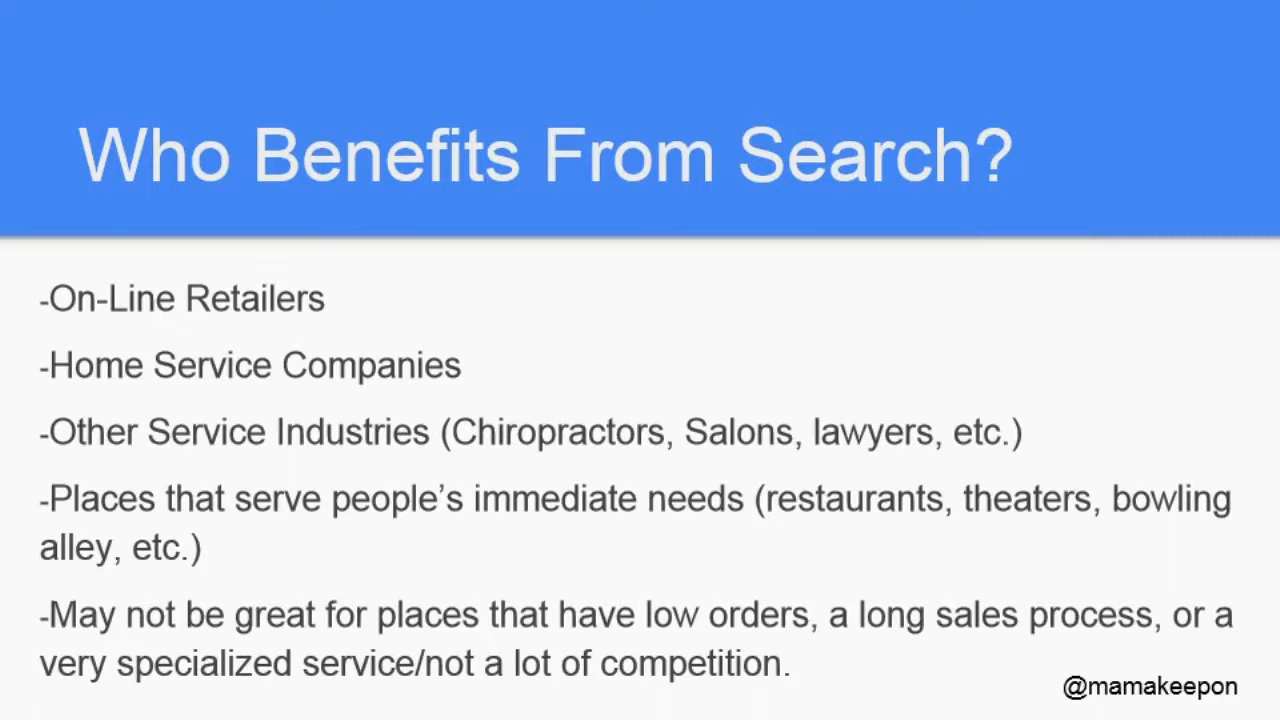 Who Benefits From Search?
-On-Line Retailers
-Home Service Companies
-Other Service Industries (Chiropractors, Salons, lawyers, etc.)
-Places that serve people’s immediate needs (restaurants, theaters, bowling
alley, etc.)
-May not be great for places that have low orders, a long sales process, or a
very specialized service/not a lot of competition.
@mamakeepon